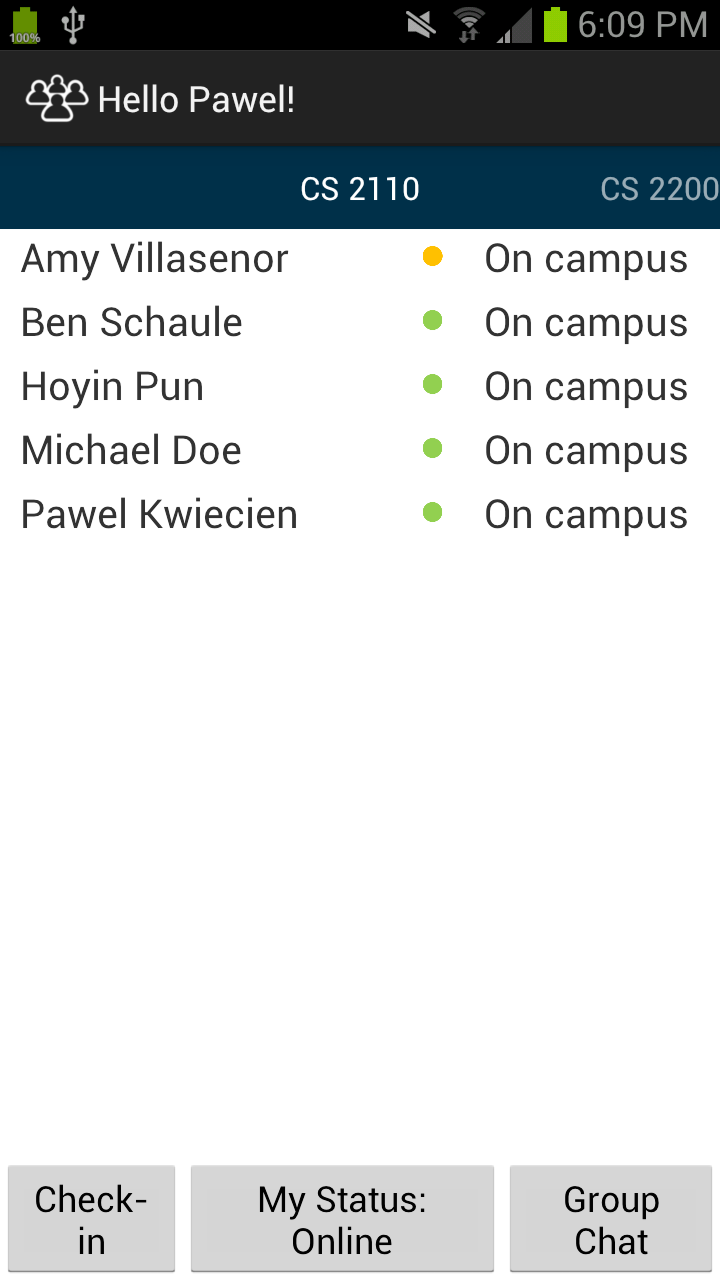 100% 6:09 PM
Hello Pawel!
CS 2110 CS 2200
Amy Villasenor On campus
Ben Schaule On campus
Hoyin Pun On campus
Michael Doe On campus
Pawel Kwiecien On campus
Check-
in
My Status:
Online
Group
Chat